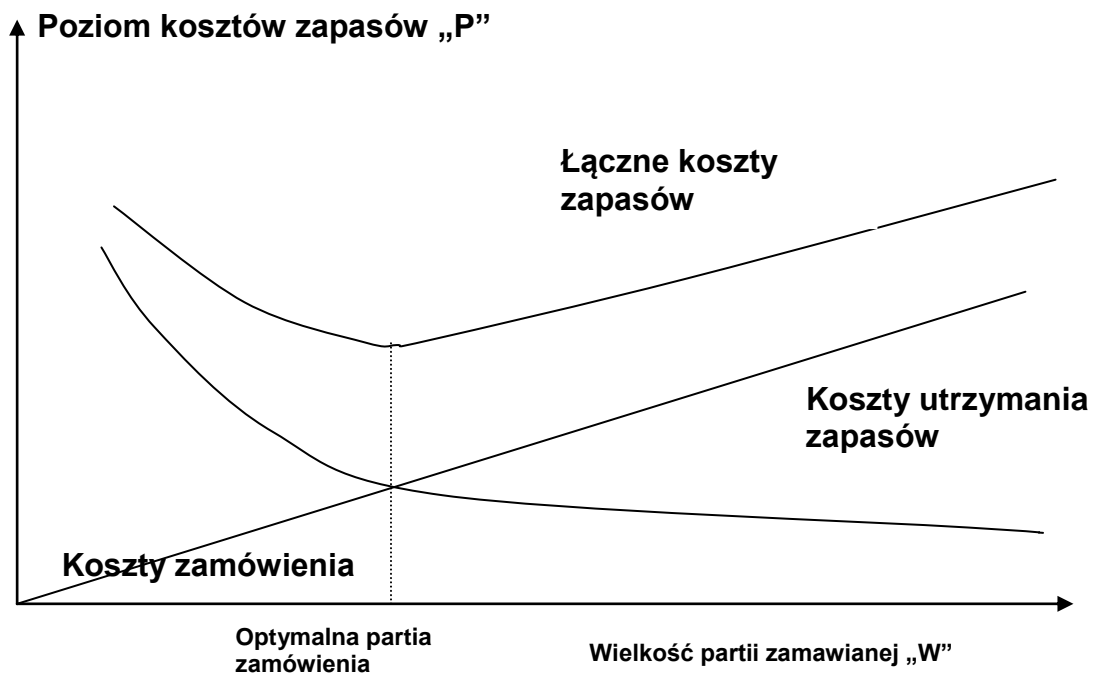 Poziom kosztów zapasów „P”
Łączne koszty
zapasów
Koszty utrzymania
zapasów
Koszty zamówienia
Optymalna partia
zamówienia
Wielkość partii zamawianej „W”